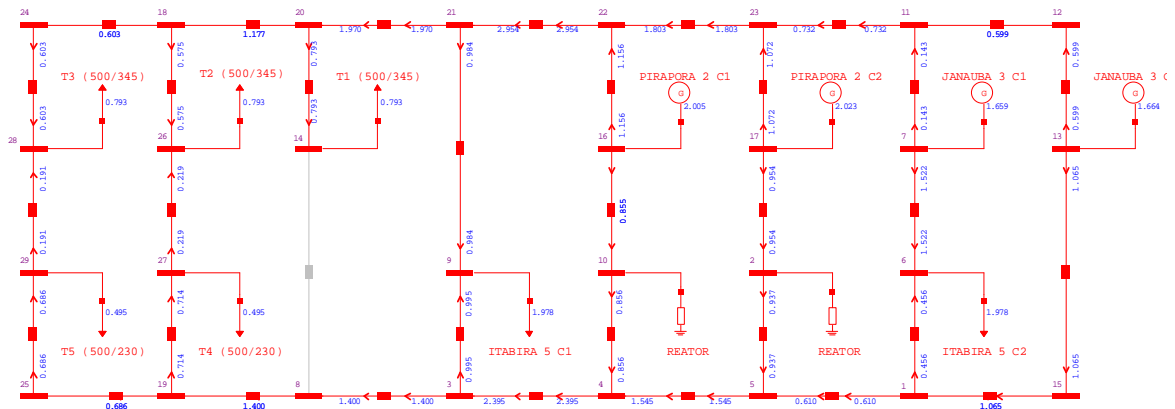 24 18 20 21 22 23 11 12
0.603 1.177 1.970 1.970 2.954 2.954 1.803 1.803 0.732 0.732 0.599
0.603 0.575 0.793 0.984 1.156 1.072 0.143 0.599
T3 (500/345) T2 (500/345) T1 (500/345) PIRAPORA 2 C1 PIRAPORA 2 C2 JANAUBA 3 C1 JANAUBA 3 C
G G G G
0.793 0.793 0.793 2.005 2.023 1.659 1.664
0.603 0.575 0.793 1.156 1.072 0.143 0.599
28 26 14 16 17 7 13
0.191 0.219 0.855 0.954 1.522 1.065
0.191 0.219 0.984 0.855 0.954 1.522
29 27 9 10 2 6
0.686 0.714 0.995 0.856 0.937 0.456
0.495 0.495 1.978 1.978
T5 (500/230) T4 (500/230) ITABIRA 5 C1 REATOR REATOR ITABIRA 5 C2
0.686 0.714 0.995 0.856 0.937 0.456 1.065
25 19 8 3 4 5 1 15
0.686 1.400 1.400 1.400 2.395 2.395 1.545 1.545 0.610 0.610 1.065